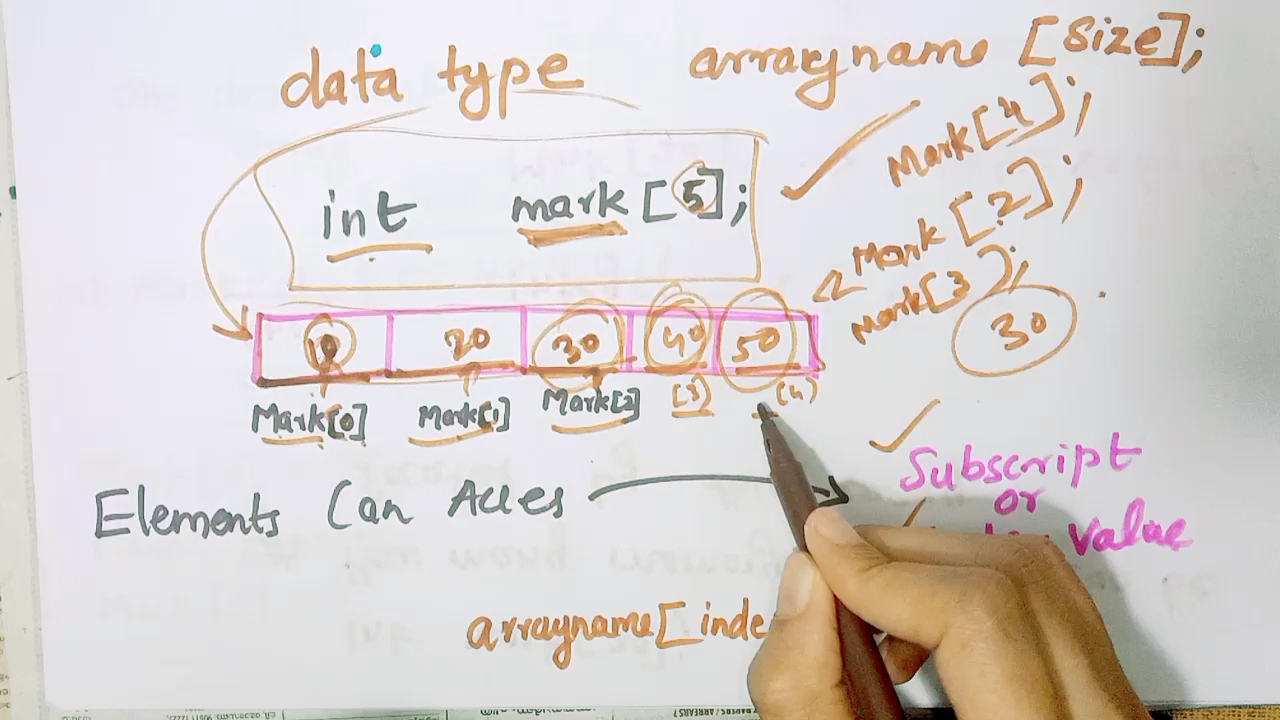 data type arrayname [size];
Mark[4];
int mark[5];
Mark[2];
Mark[3];
30
10 20 30 40 50
Mark[0] Mark[1] Mark[2] [3] [4]
Subscript
Elements Can Acces
or
value
arrayname[inde